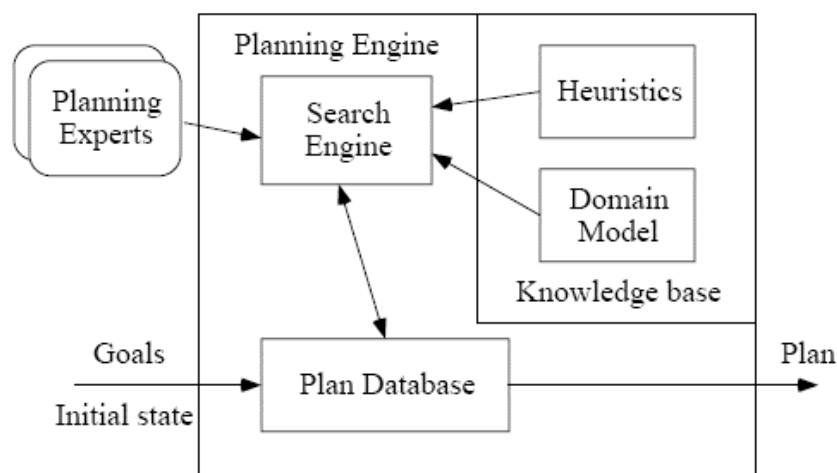 Planning Engine
Planning
Experts
Search
Engine
Heuristics
Domain
Model
Knowledge base
Goals
Initial state
Plan Database
Plan